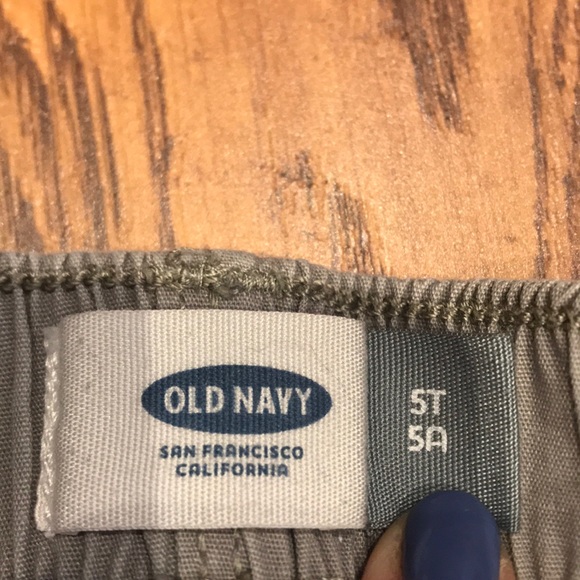 OLD NAVY
SAN FRANCISCO
CALIFORNIA
5T
5A